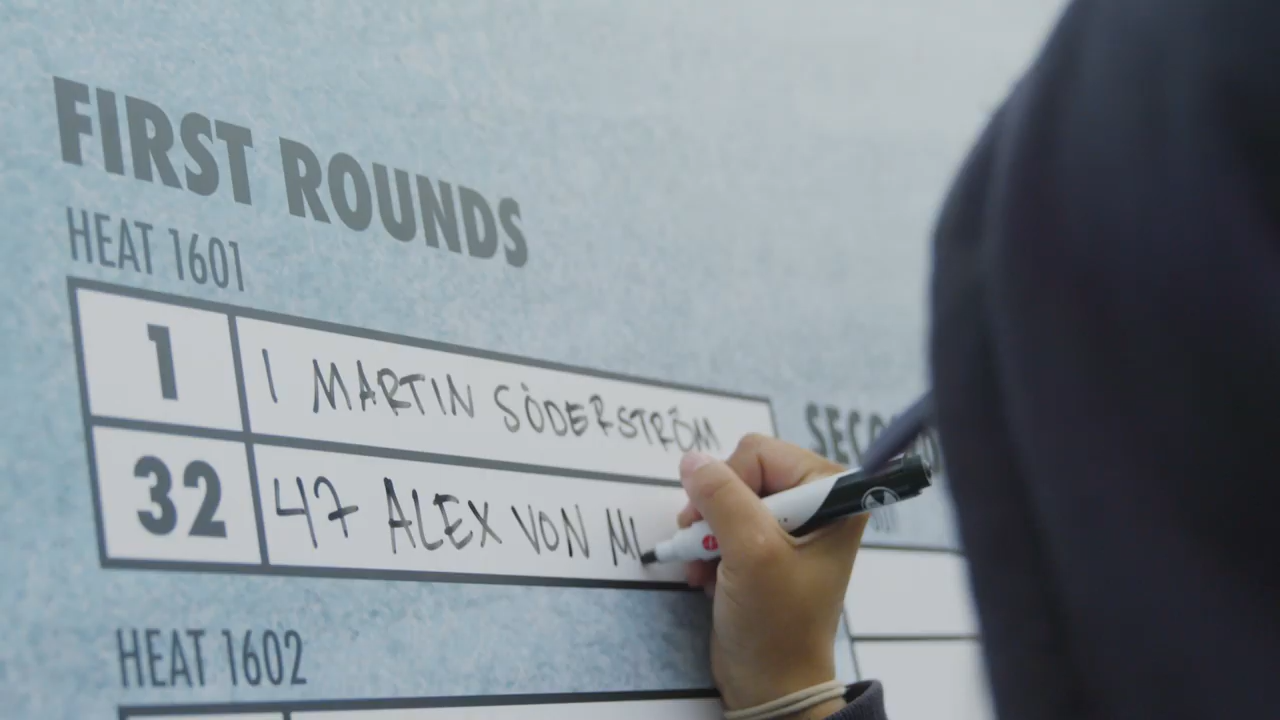 FIRST ROUNDS
HEAT 1601
1 1 MARTIN SÖDERSTRÖM
32 47 ALEX VON
HEAT 1602